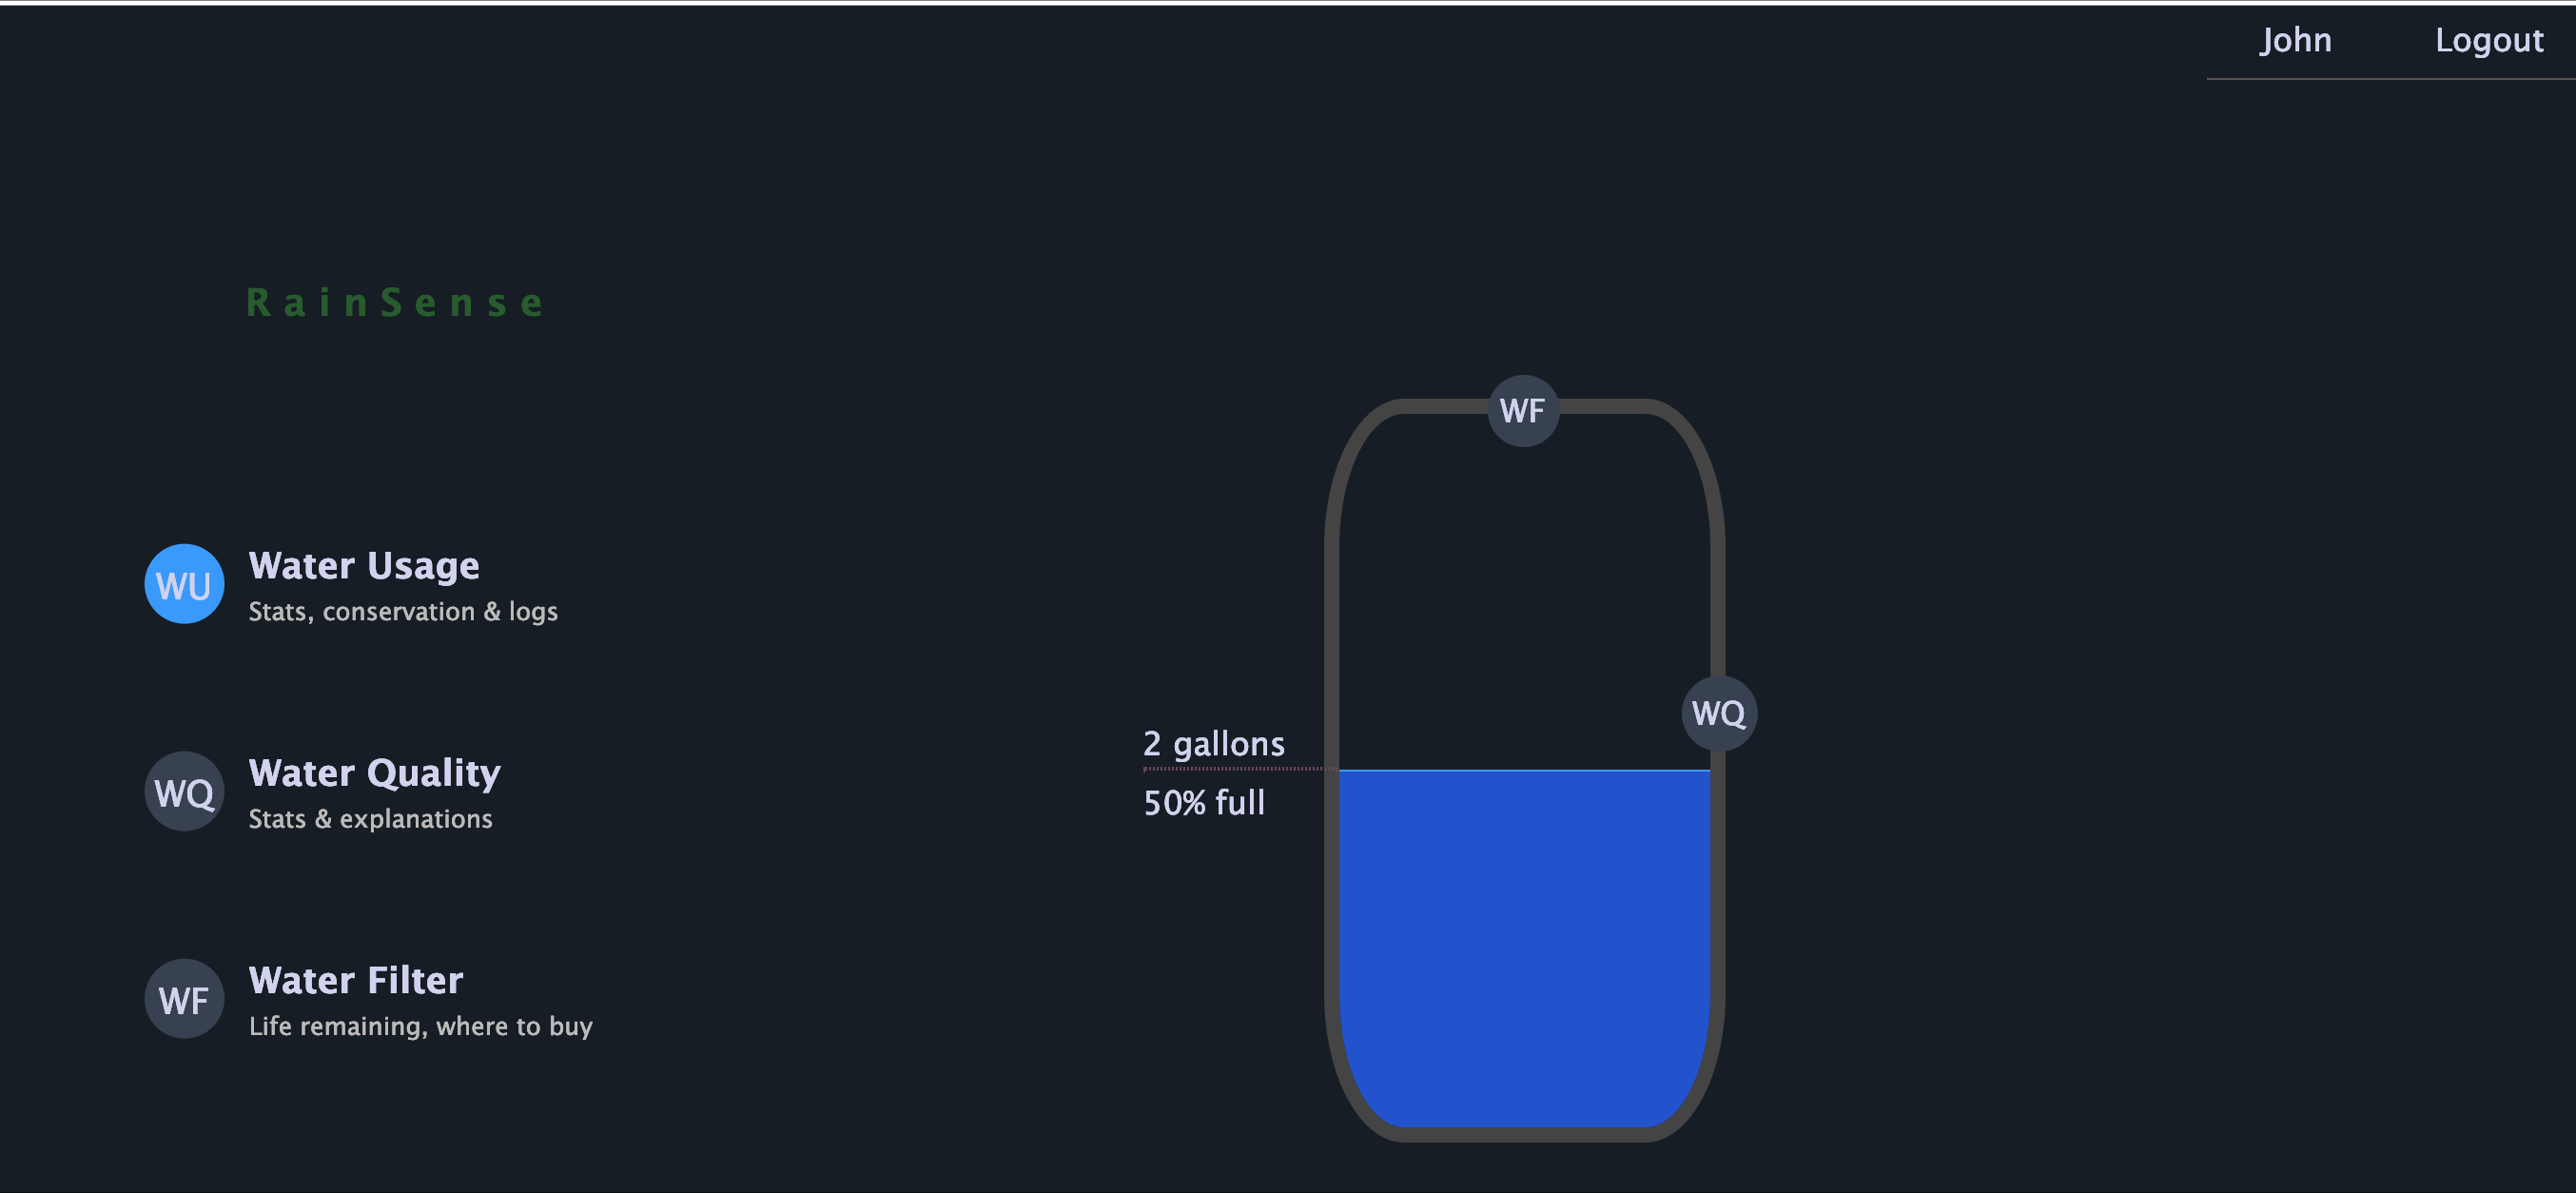 John Logout
RainSense
WU Water Usage
Stats, conservation & logs
WQ Water Quality
Stats & explanations
WF Water Filter
Life remaining, where to buy
WF
WQ
2 gallons
50% full